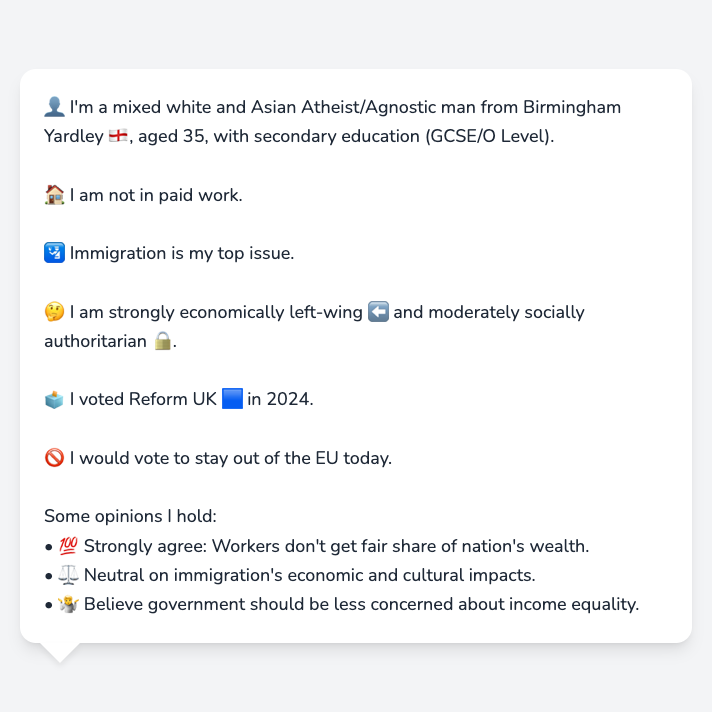 👤 I'm a mixed white and Asian Atheist/Agnostic man from Birmingham
Yardley 🏴󠁧󠁢󠁥󠁮󠁧󠁿, aged 35, with secondary education (GCSE/O Level).
🏠 I am not in paid work.
🛂 Immigration is my top issue.
🤔 I am strongly economically left-wing ⬅️ and moderately socially
authoritarian 🔒.
🗳️ I voted Reform UK 🟦 in 2024.
🚫 I would vote to stay out of the EU today.
Some opinions I hold:
• 💯 Strongly agree: Workers don't get fair share of nation's wealth.
• ⚖️ Neutral on immigration's economic and cultural impacts.
• 🤷 Believe government should be less concerned about income equality.